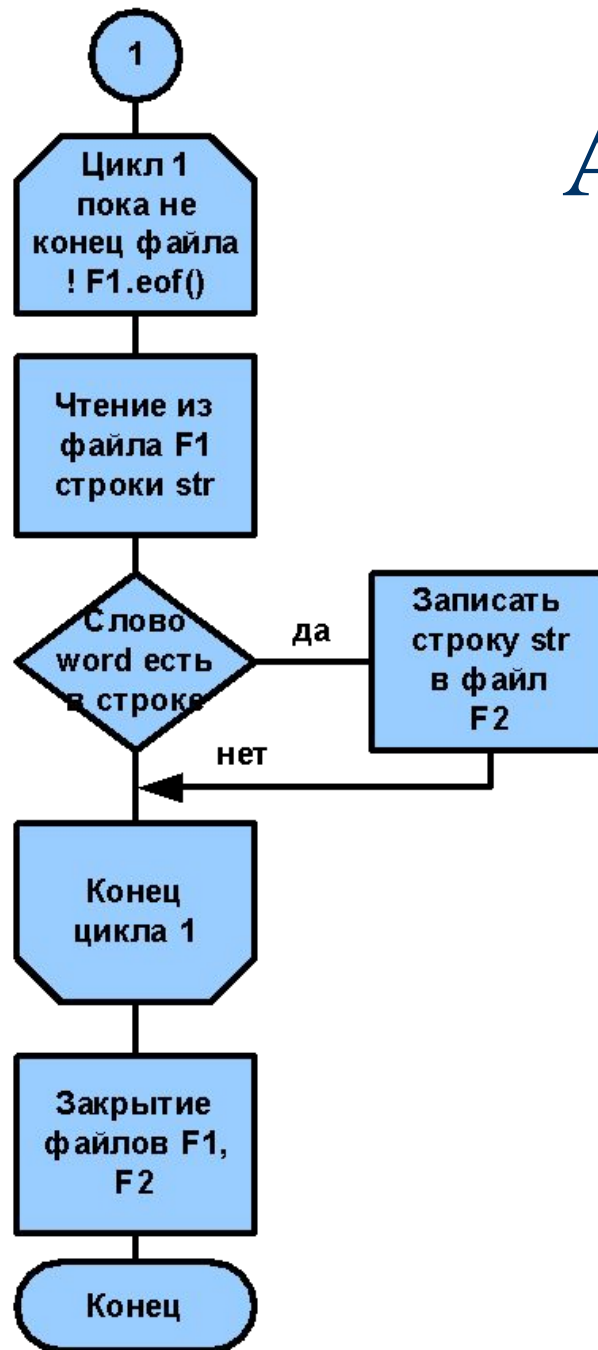 1
А
Цикл 1
пока не
конец файла
! F1.eof()
Чтение из
файла F1
строки str
Слово
word есть
в строке
да
Записать
строку str
в файл
F2
нет
Конец
цикла 1
Закрытие
файлов F1,
F2
Конец